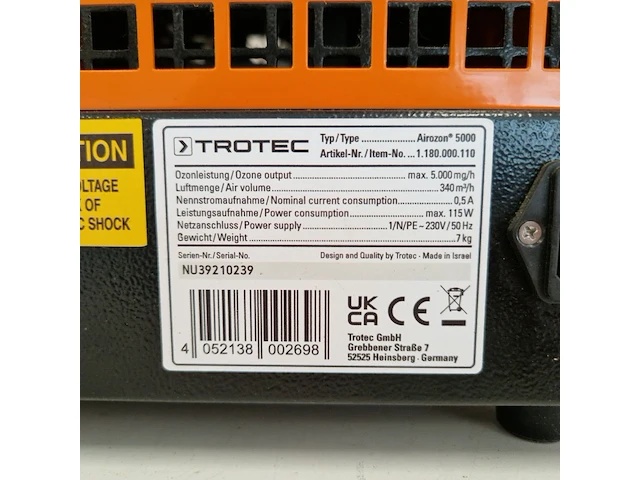 TION
LTAGE
K OF
C SHOCK
TROTEC
Typ/Type ..................... Airozon® 5000
Artikel-Nr./Item-No. ...1.180.000.110
Ozonleistung/Ozone output ........................ max. 5.000 mg/h
Luftmenge/Air volume ........................................ 340 m³/h
Nennstromaufnahme/Nominal current consumption ........... 0,5 A
Leistungsaufnahme/Power consumption ............... max. 115 W
Netzanschluss/Power supply ............. 1/N/PE ~ 230 V/50 Hz
Gewicht/Weight ........................................ 7 kg
Serien-Nr./Serial-No. Design and Quality by Trotec - Made in Israel
NU39210239
UK
CA CE
Trotec GmbH
Grebbener Straße 7
52525 Heinsberg - Germany
4 052138 002698